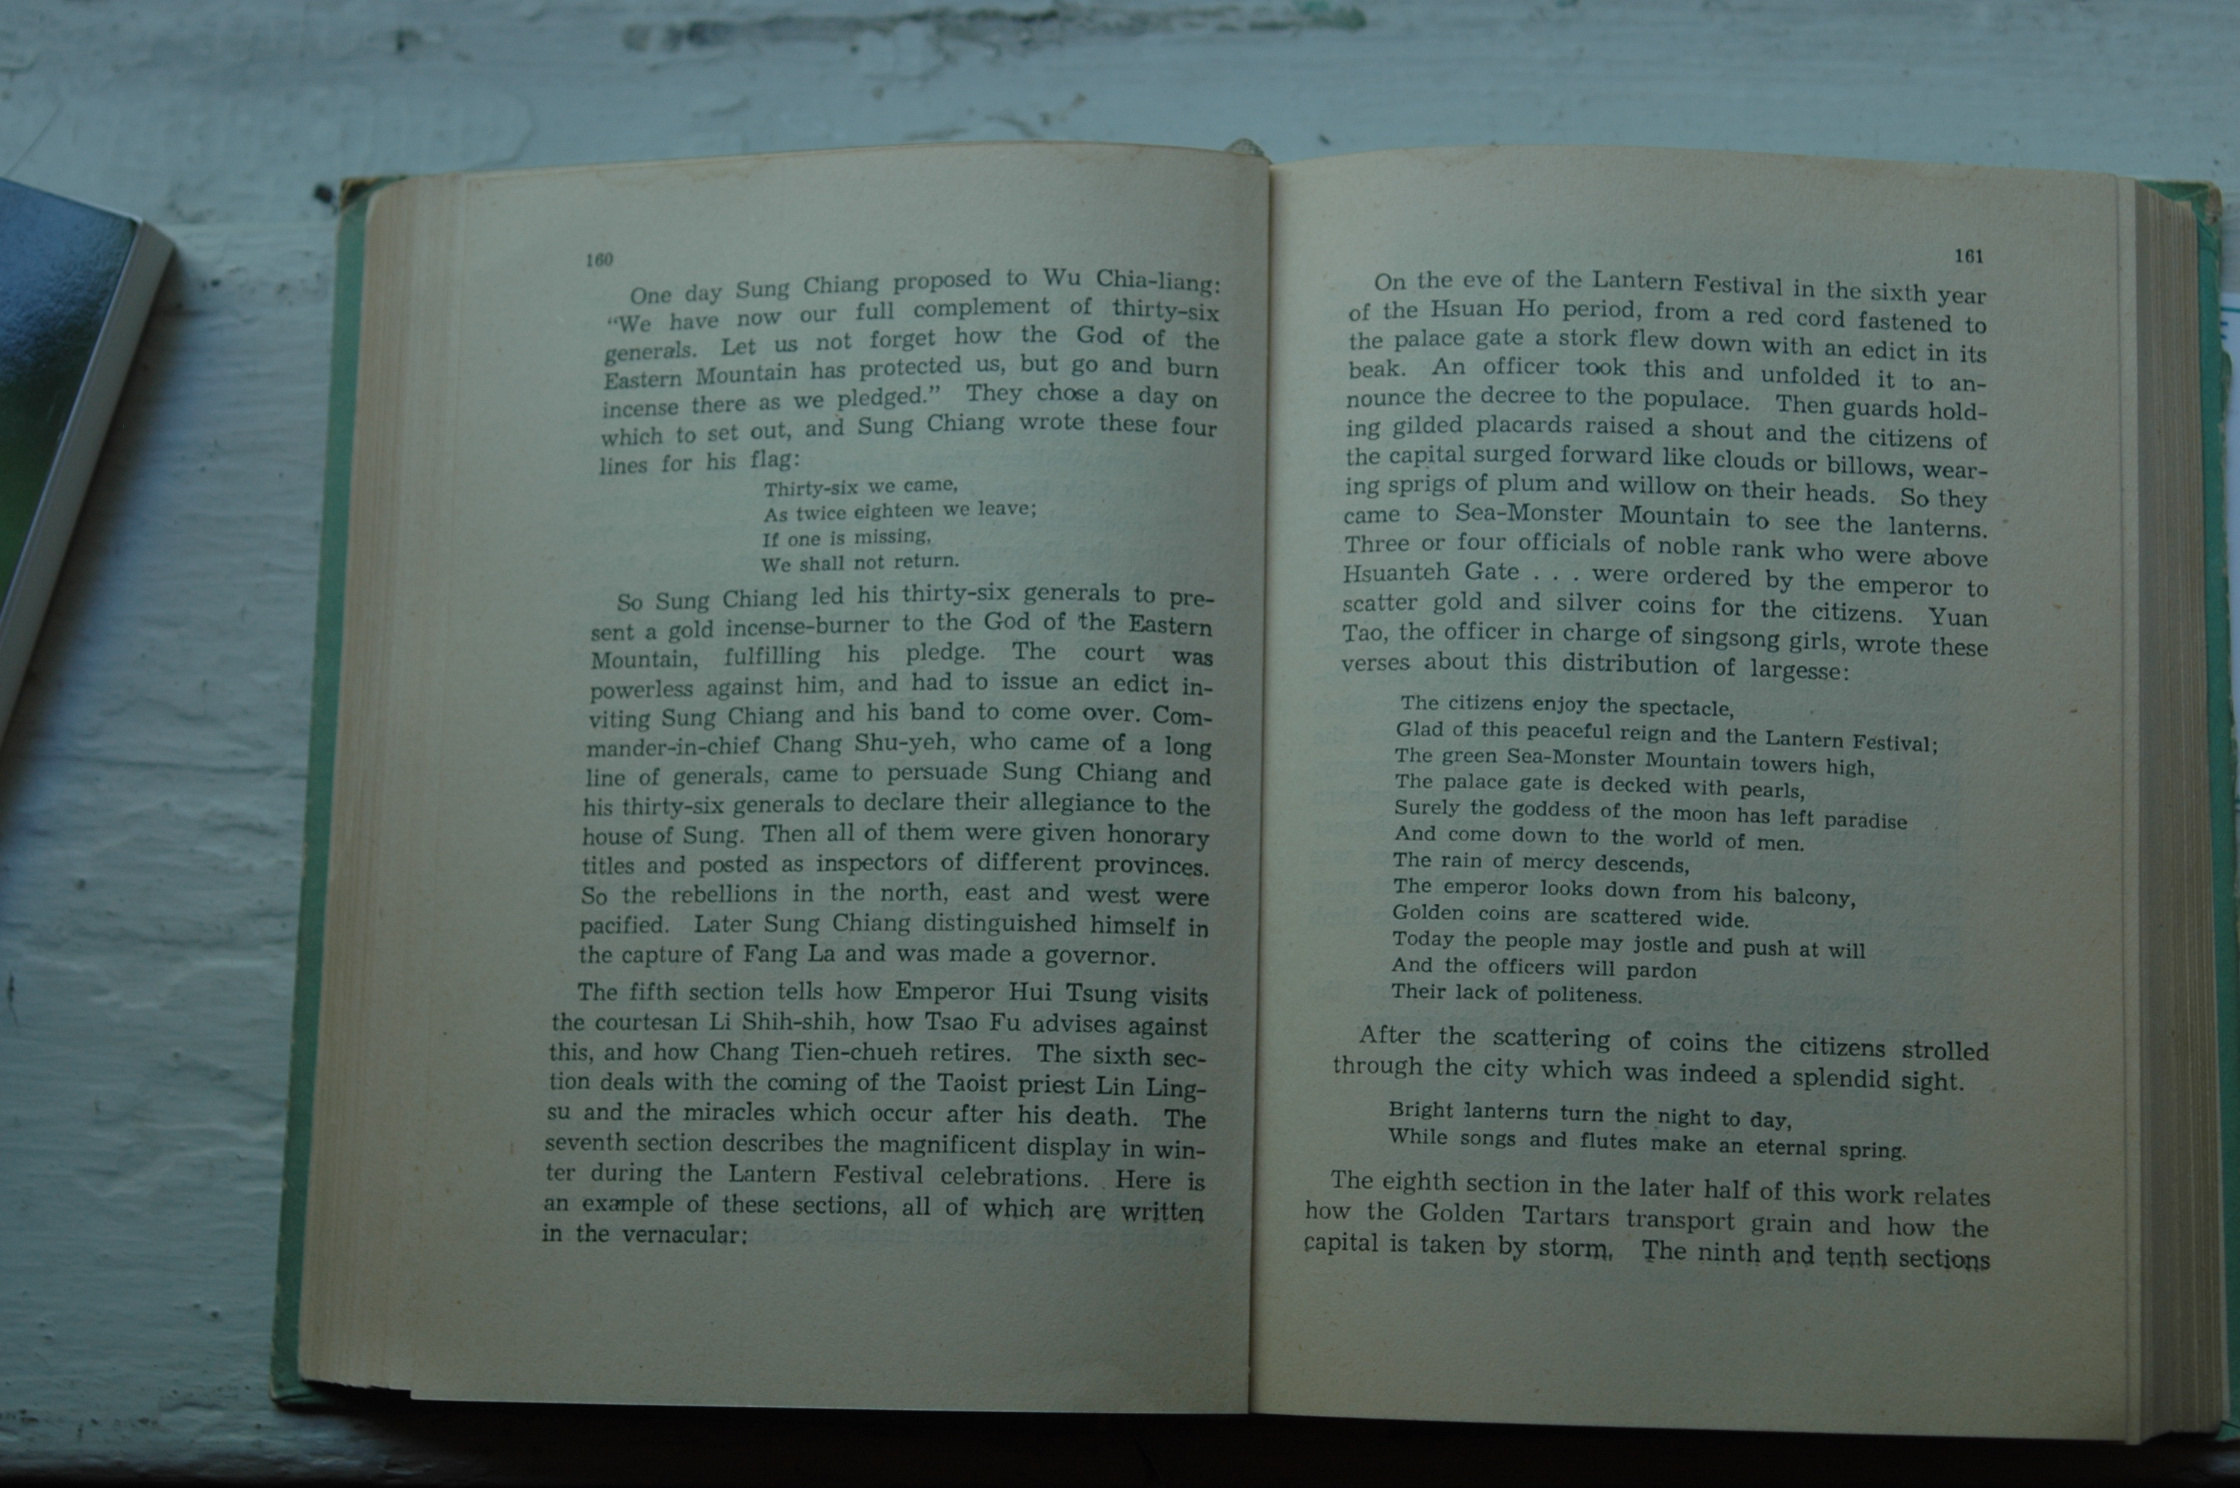 160
One day Sung Chiang proposed to Wu Chia-liang:
“We have now our full complement of thirty-six
generals. Let us not forget how the God of the
Eastern Mountain has protected us, but go and burn
incense there as we pledged.” They chose a day on
which to set out, and Sung Chiang wrote these four
lines for his flag:
Thirty-six we came,
As twice eighteen we leave;
If one is missing,
We shall not return.
So Sung Chiang led his thirty-six generals to pre-
sent a gold incense-burner to the God of the Eastern
Mountain, fulfilling his pledge. The court was
powerless against him, and had to issue an edict in-
viting Sung Chiang and his band to come over. Com-
mander-in-chief Chang Shu-yeh, who came of a long
line of generals, came to persuade Sung Chiang and
his thirty-six generals to declare their allegiance to the
house of Sung. Then all of them were given honorary
titles and posted as inspectors of different provinces.
So the rebellions in the north, east and west were
pacified. Later Sung Chiang distinguished himself in
the capture of Fang La and was made a governor.
The fifth section tells how Emperor Hui Tsung visits
the courtesan Li Shih-shih, how Tsao Fu advises against
this, and how Chang Tien-chueh retires. The sixth sec-
tion deals with the coming of the Taoist priest Lin Ling-
su and the miracles which occur after his death. The
seventh section describes the magnificent display in win-
ter during the Lantern Festival celebrations. Here is
an example of these sections, all of which are written
in the vernacular:
161
On the eve of the Lantern Festival in the sixth year
of the Hsuan Ho period, from a red cord fastened to
the palace gate a stork flew down with an edict in its
beak. An officer took this and unfolded it to an-
nounce the decree to the populace. Then guards hold-
ing gilded placards raised a shout and the citizens of
the capital surged forward like clouds or billows, wear-
ing sprigs of plum and willow on their heads. So they
came to Sea-Monster Mountain to see the lanterns.
Three or four officials of noble rank who were above
Hsuanteh Gate . . . were ordered by the emperor to
scatter gold and silver coins for the citizens. Yuan
Tao, the officer in charge of singsong girls, wrote these
verses about this distribution of largesse:
The citizens enjoy the spectacle,
Glad of this peaceful reign and the Lantern Festival;
The green Sea-Monster Mountain towers high,
The palace gate is decked with pearls,
Surely the goddess of the moon has left paradise
And come down to the world of men.
The rain of mercy descends,
The emperor looks down from his balcony,
Golden coins are scattered wide.
Today the people may jostle and push at will
And the officers will pardon
Their lack of politeness.
After the scattering of coins the citizens strolled
through the city which was indeed a splendid sight.
Bright lanterns turn the night to day,
While songs and flutes make an eternal spring.
The eighth section in the later half of this work relates
how the Golden Tartars transport grain and how the
capital is taken by storm. The ninth and tenth sections